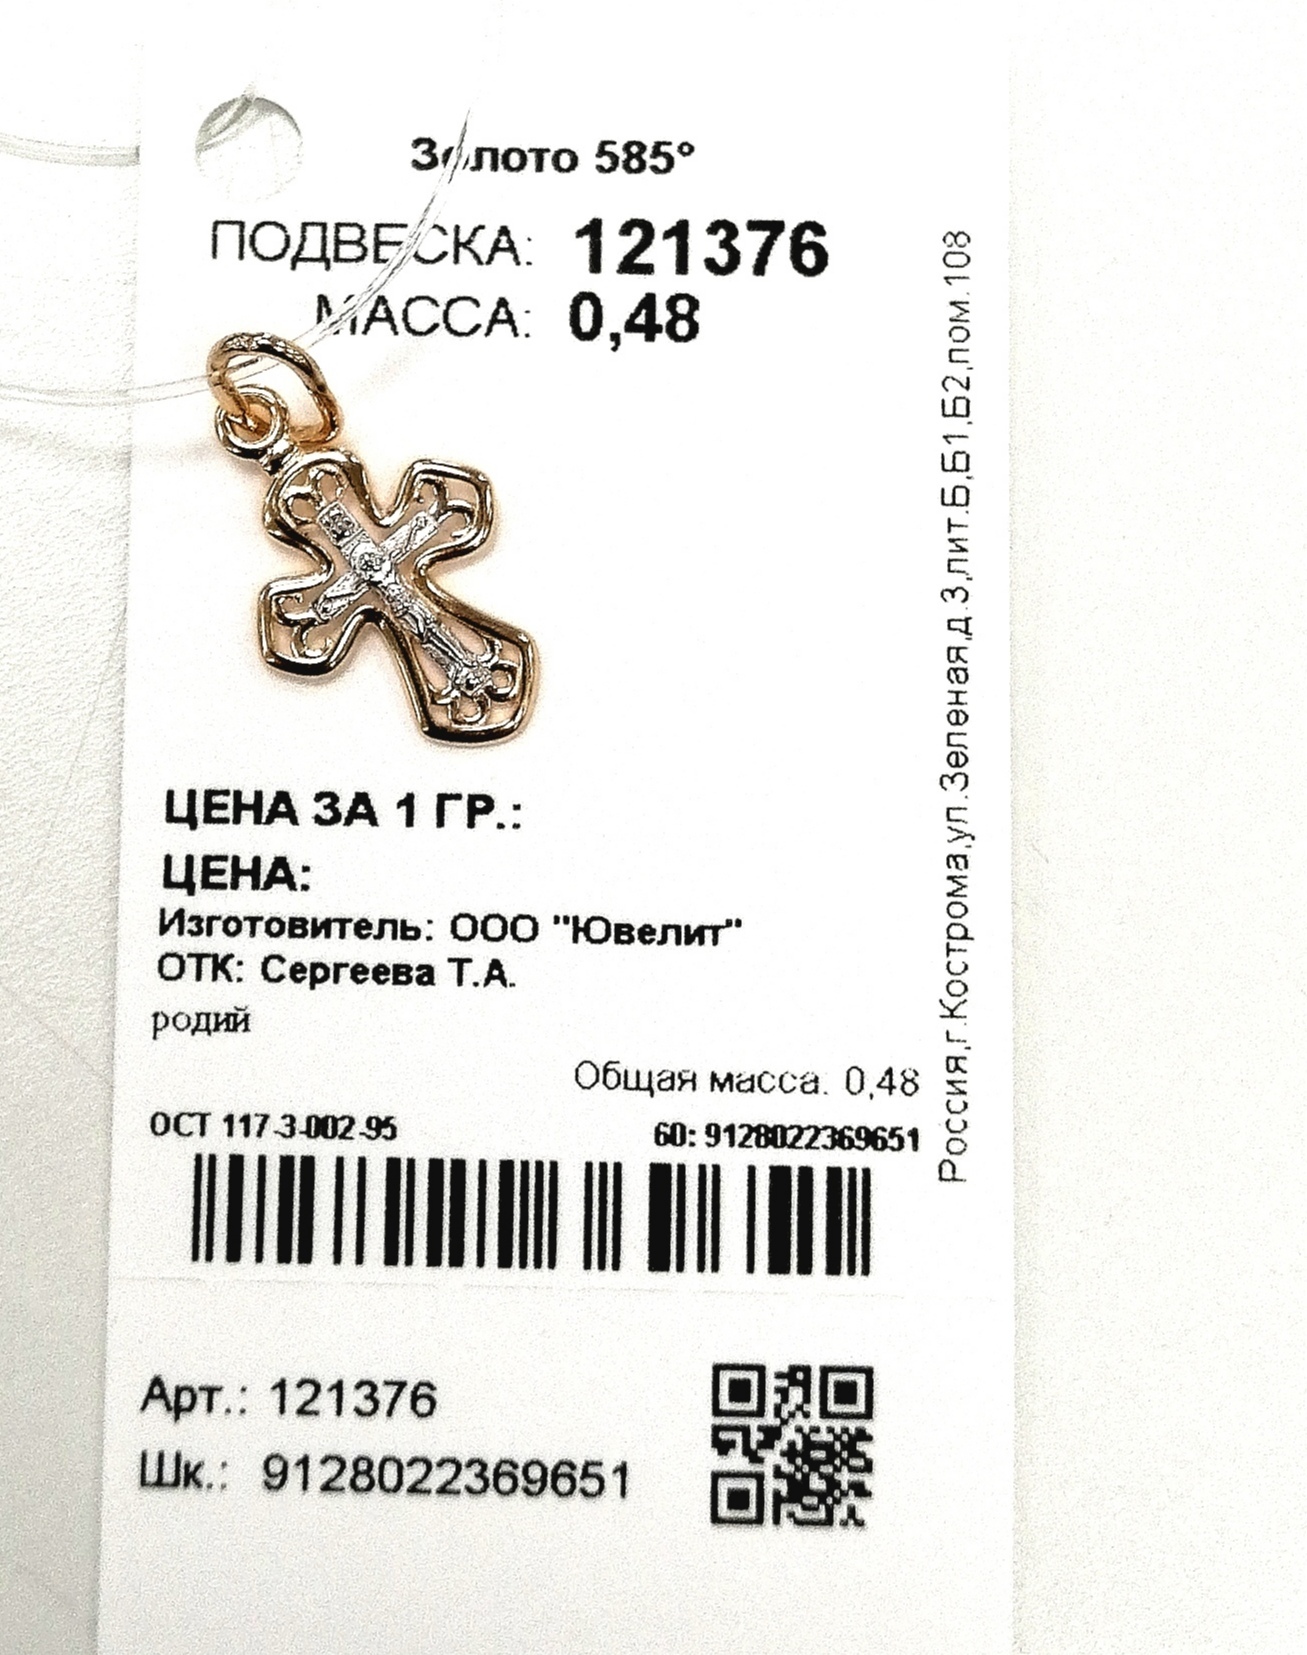 Золото 585°
ПОДВЕСКА: 121376
МАССА: 0,48
ЦЕНА ЗА 1 ГР.:
ЦЕНА:
Изготовитель: ООО "Ювелит"
ОТК: Сергеева Т.А.
родий
Общая масса: 0,48
ОСТ 117-3-002-95 60: 9128022369651
Арт.: 121376
Шк.: 9128022369651
Россия,г.Кострома,ул.Зеленая,д.3,лит.Б,Б1,Б2,пом.108